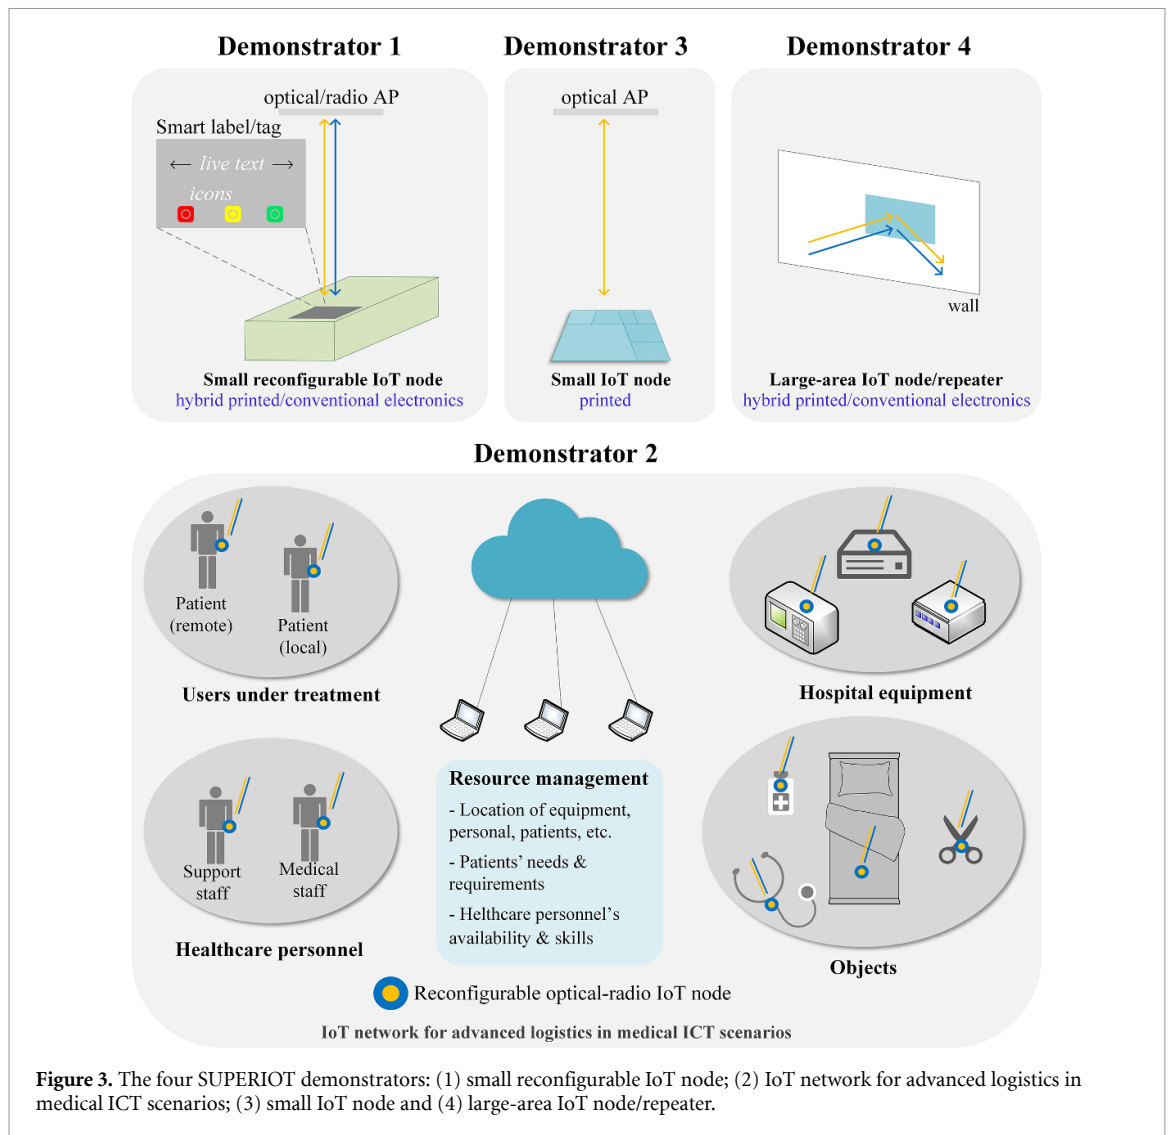 Demonstrator 1
optical/radio AP
Smart label/tag
live text
icons
Small reconfigurable IoT node
hybrid printed/conventional electronics
Demonstrator 3
optical AP
Small IoT node
printed
Demonstrator 4
wall
Large-area IoT node/repeater
hybrid printed/conventional electronics
Demonstrator 2
Patient
(remote)
Patient
(local)
Users under treatment
Hospital equipment
Support
staff
Medical
staff
Healthcare personnel
Resource management
- Location of equipment,
personal, patients, etc.
- Patients’ needs &
requirements
- Helthcare personnel’s
availability & skills
Objects
Reconfigurable optical-radio IoT node
IoT network for advanced logistics in medical ICT scenarios
Figure 3. The four SUPERIOT demonstrators: (1) small reconfigurable IoT node; (2) IoT network for advanced logistics in
medical ICT scenarios; (3) small IoT node and (4) large-area IoT node/repeater.